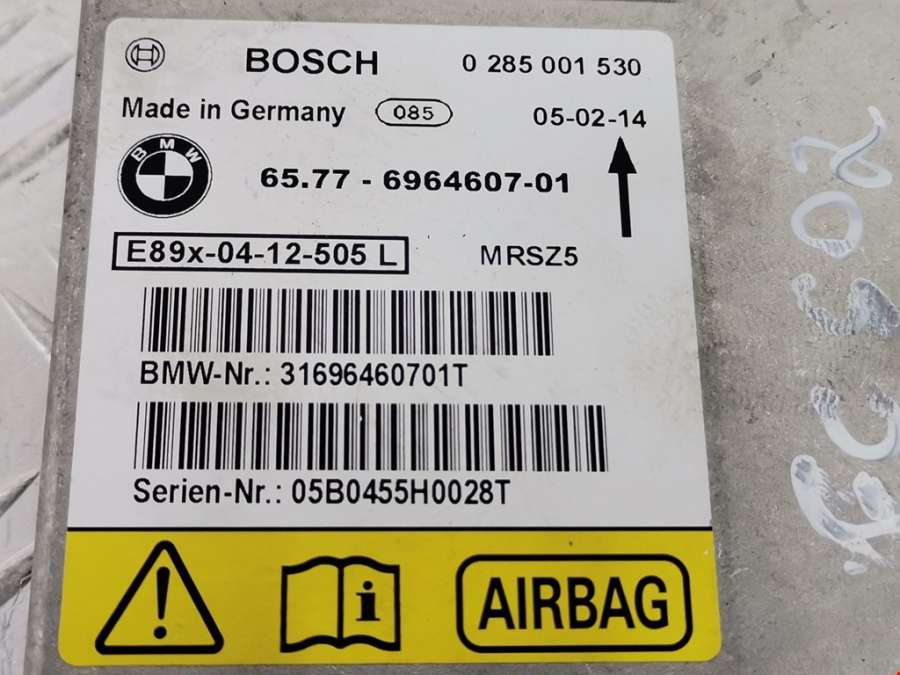 BOSCH 0 285 001 530
Made in Germany 085 05-02-14
BMW 65.77 - 6964607-01
E89x-04-12-505 L MRSZ5
BMW-Nr.: 31696460701T
Serien-Nr.: 05B0455H0028T
! i AIRBAG